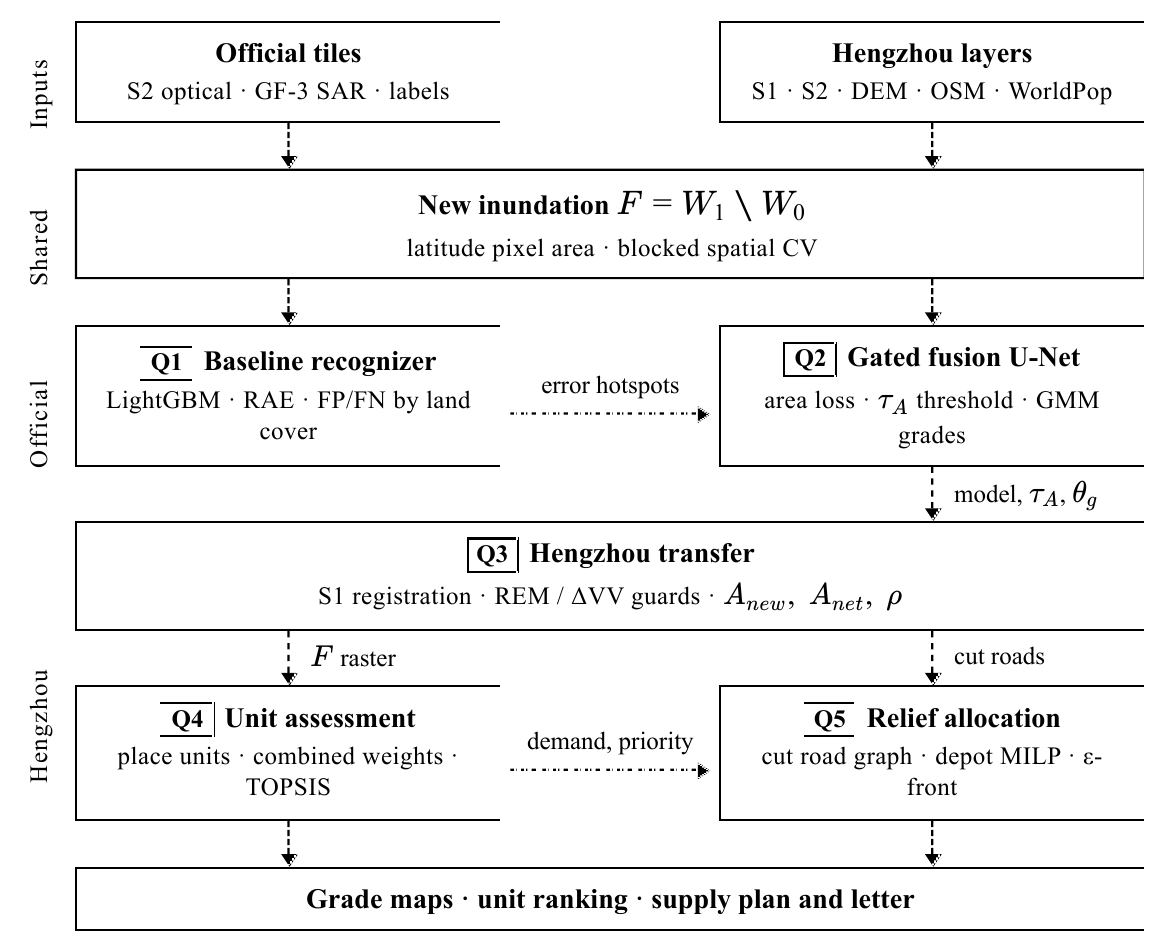 Inputs
Official tiles
S2 optical · GF-3 SAR · labels
Hengzhou layers
S1 · S2 · DEM · OSM · WorldPop
Shared
New inundation F = W₁ \ W₀
latitude pixel area · blocked spatial CV
Official
Q1 Baseline recognizer
LightGBM · RAE · FP/FN by land
cover
error hotspots
Q2 Gated fusion U-Net
area loss · τ_A threshold · GMM
grades
model, τ_A, θ_g
Hengzhou
Q3 Hengzhou transfer
S1 registration · REM / ΔVV guards · A_new, A_net, ρ
F raster
cut roads
Q4 Unit assessment
place units · combined weights ·
TOPSIS
demand, priority
Q5 Relief allocation
cut road graph · depot MILP · ε-
front
Grade maps · unit ranking · supply plan and letter